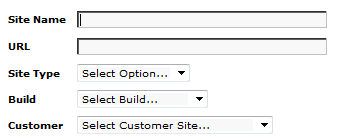 Site Name
URL
Site Type Select Option...
Build Select Build...
Customer Select Customer Site...